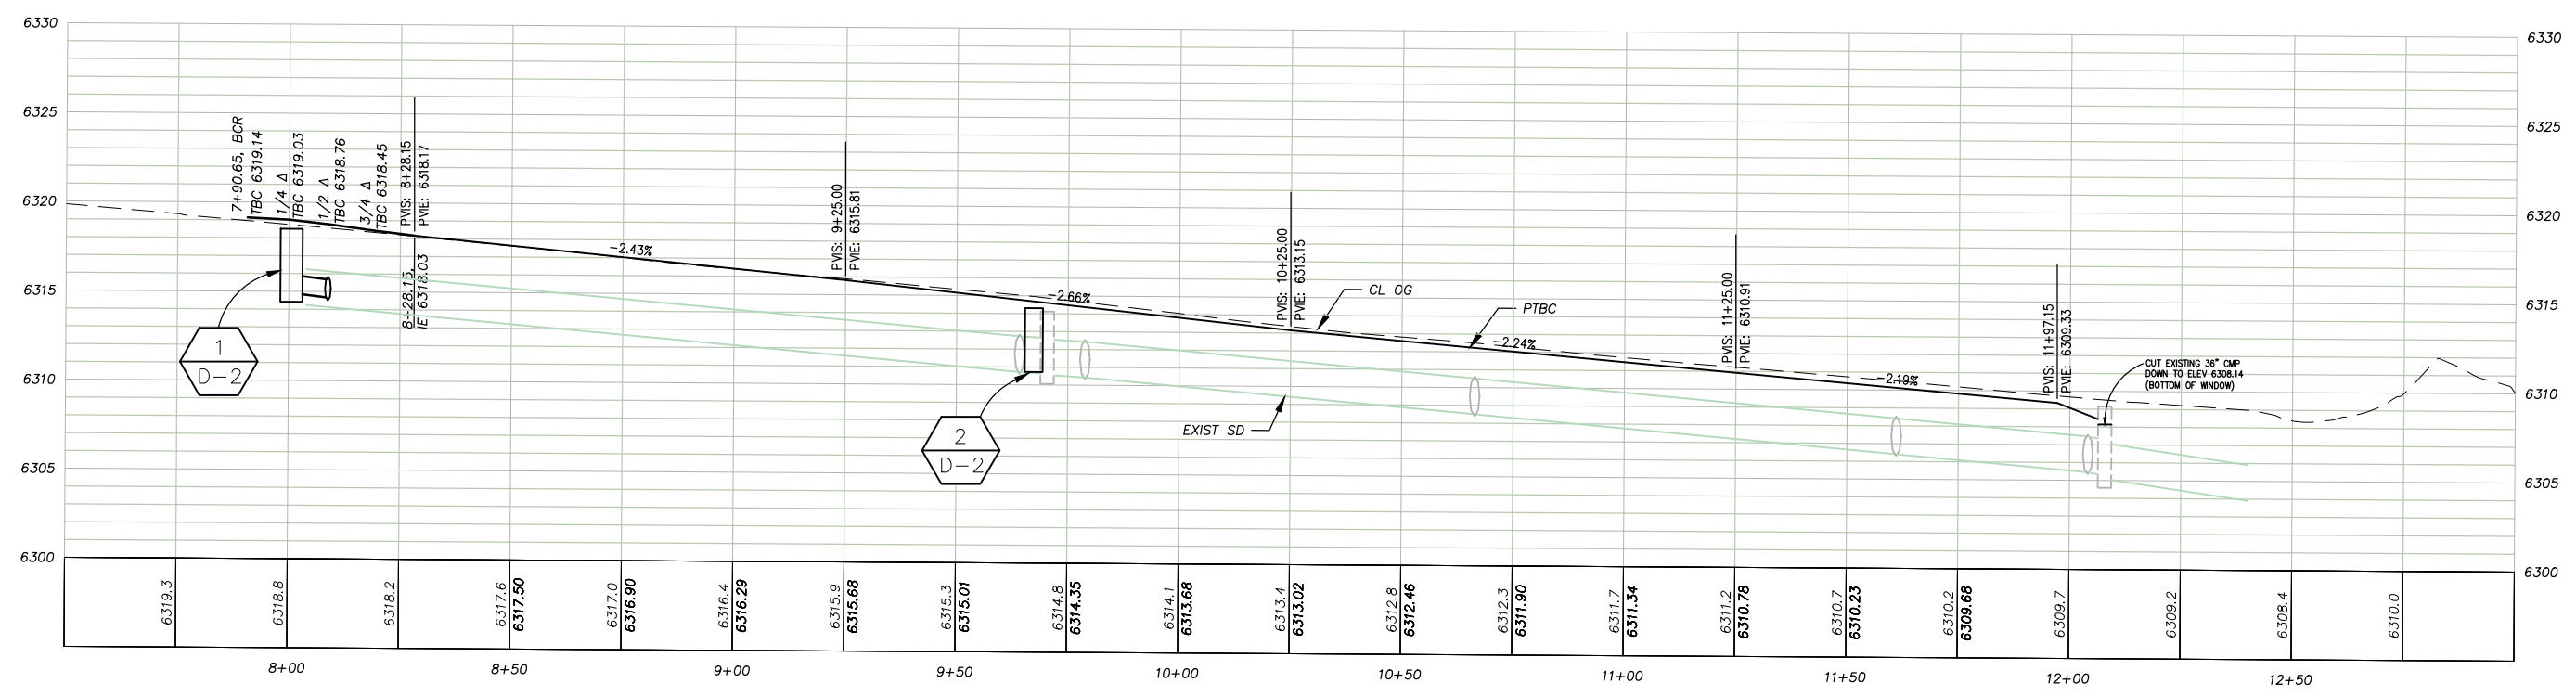 6330
6330
6325
6325
6320
6320
6315
6315
6310
6310
6305
6305
6300
6300
7+90.65, BCR
TBC 6319.14
1/4 Δ
TBC 6319.03
1/2 Δ
TBC 6318.76
3/4 Δ
TBC 6318.45
PVIS: 8+28.15
PVIE: 6318.17
8+28.15,
IE 6318.03
-2.43%
PVIS: 9+25.00
PVIE: 6315.81
-2.66%
PVIS: 10+25.00
PVIE: 6313.15
CL OG
PTBC
-2.24%
PVIS: 11+25.00
PVIE: 6310.91
-2.19%
PVIS: 11+97.15
PVIE: 6309.33
CUT EXISTING 36" CMP
DOWN TO ELEV 6308.14
(BOTTOM OF WINDOW)
1
D-2
2
D-2
EXIST SD
6319.3
6318.8
6318.2
6317.6
6317.50
6317.0
6316.90
6316.4
6316.29
6315.9
6315.68
6315.3
6315.01
6314.8
6314.35
6314.1
6313.68
6313.4
6313.02
6312.8
6312.46
6312.3
6311.90
6311.7
6311.34
6311.2
6310.78
6310.7
6310.23
6310.2
6309.68
6309.7
6309.2
6308.4
6310.0
8+00
8+50
9+00
9+50
10+00
10+50
11+00
11+50
12+00
12+50